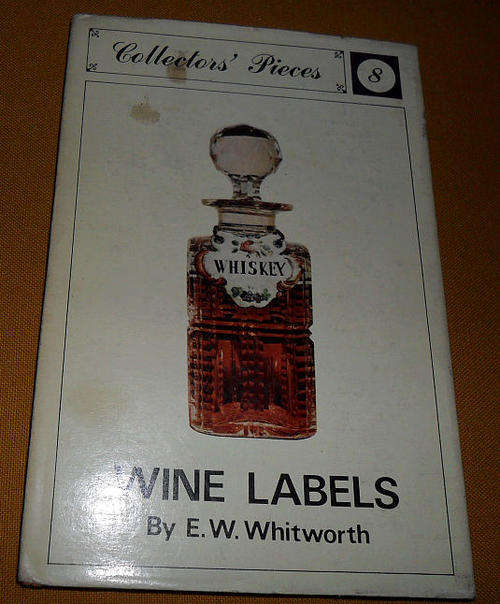 Collectors' Pieces
8
WHISKEY
WINE LABELS
By E.W. Whitworth